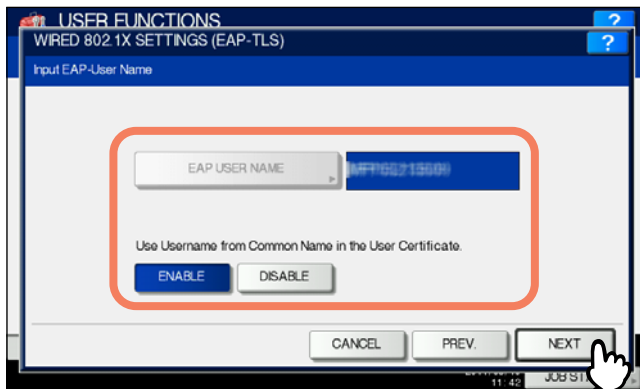 USER FUNCTIONS
?
WIRED 802.1X SETTINGS (EAP-TLS)
?
Input EAP-User Name
EAP USER NAME
Use Username from Common Name in the User Certificate.
ENABLE DISABLE
CANCEL PREV. NEXT
11: 42 JOB ST